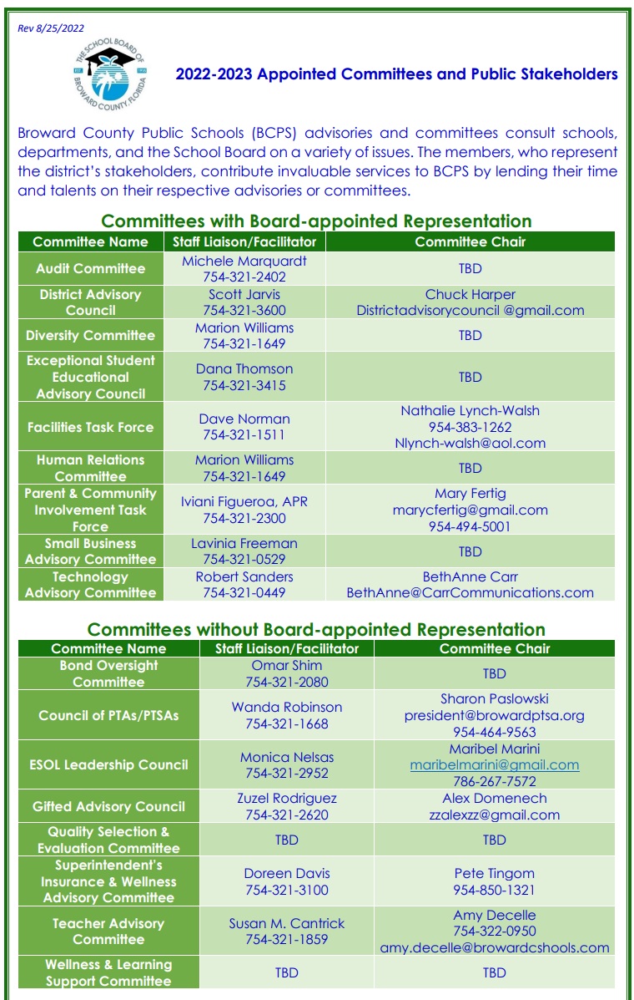 Rev 8/25/2022
THE SCHOOL BOARD OF
BROWARD COUNTY, FLORIDA
2022-2023 Appointed Committees and Public Stakeholders
Broward County Public Schools (BCPS) advisories and committees consult schools,
departments, and the School Board on a variety of issues. The members, who represent
the district's stakeholders, contribute invaluable services to BCPS by lending their time
and talents on their respective advisories or committees.
Committees with Board-appointed Representation
Committee Name Staff Liaison/Facilitator Committee Chair
Audit Committee
Michele Marquardt
754-321-2402
TBD
District Advisory
Council
Scott Jarvis
754-321-3600
Chuck Harper
Districtadvisorycouncil @gmail.com
Diversity Committee
Marion Williams
754-321-1649
TBD
Exceptional Student
Educational
Advisory Council
Dana Thomson
754-321-3415
TBD
Facilities Task Force
Dave Norman
754-321-1511
Nathalie Lynch-Walsh
954-383-1262
Nlynch-walsh@aol.com
Human Relations
Committee
Marion Williams
754-321-1649
TBD
Parent & Community
Involvement Task
Force
Iviani Figueroa, APR
754-321-2300
Mary Fertig
marycfertig@gmail.com
954-494-5001
Small Business
Advisory Committee
Lavinia Freeman
754-321-0529
TBD
Technology
Advisory Committee
Robert Sanders
754-321-0449
BethAnne Carr
BethAnne@CarrCommunications.com
Committees without Board-appointed Representation
Committee Name Staff Liaison/Facilitator Committee Chair
Bond Oversight
Committee
Omar Shim
754-321-2080
TBD
Council of PTAs/PTSAs
Wanda Robinson
754-321-1668
Sharon Paslowski
president@browardptsa.org
954-464-9563
ESOL Leadership Council
Monica Nelsas
754-321-2952
Maribel Marini
maribelmarini@gmail.com
786-267-7572
Gifted Advisory Council
Zuzel Rodriguez
754-321-2620
Alex Domenech
zzalexzz@gmail.com
Quality Selection &
Evaluation Committee
TBD
TBD
Superintendent's
Insurance & Wellness
Advisory Committee
Doreen Davis
754-321-3100
Pete Tingom
954-850-1321
Teacher Advisory
Committee
Susan M. Cantrick
754-321-1859
Amy Decelle
754-322-0950
amy.decelle@browardcshools.com
Wellness & Learning
Support Committee
TBD
TBD